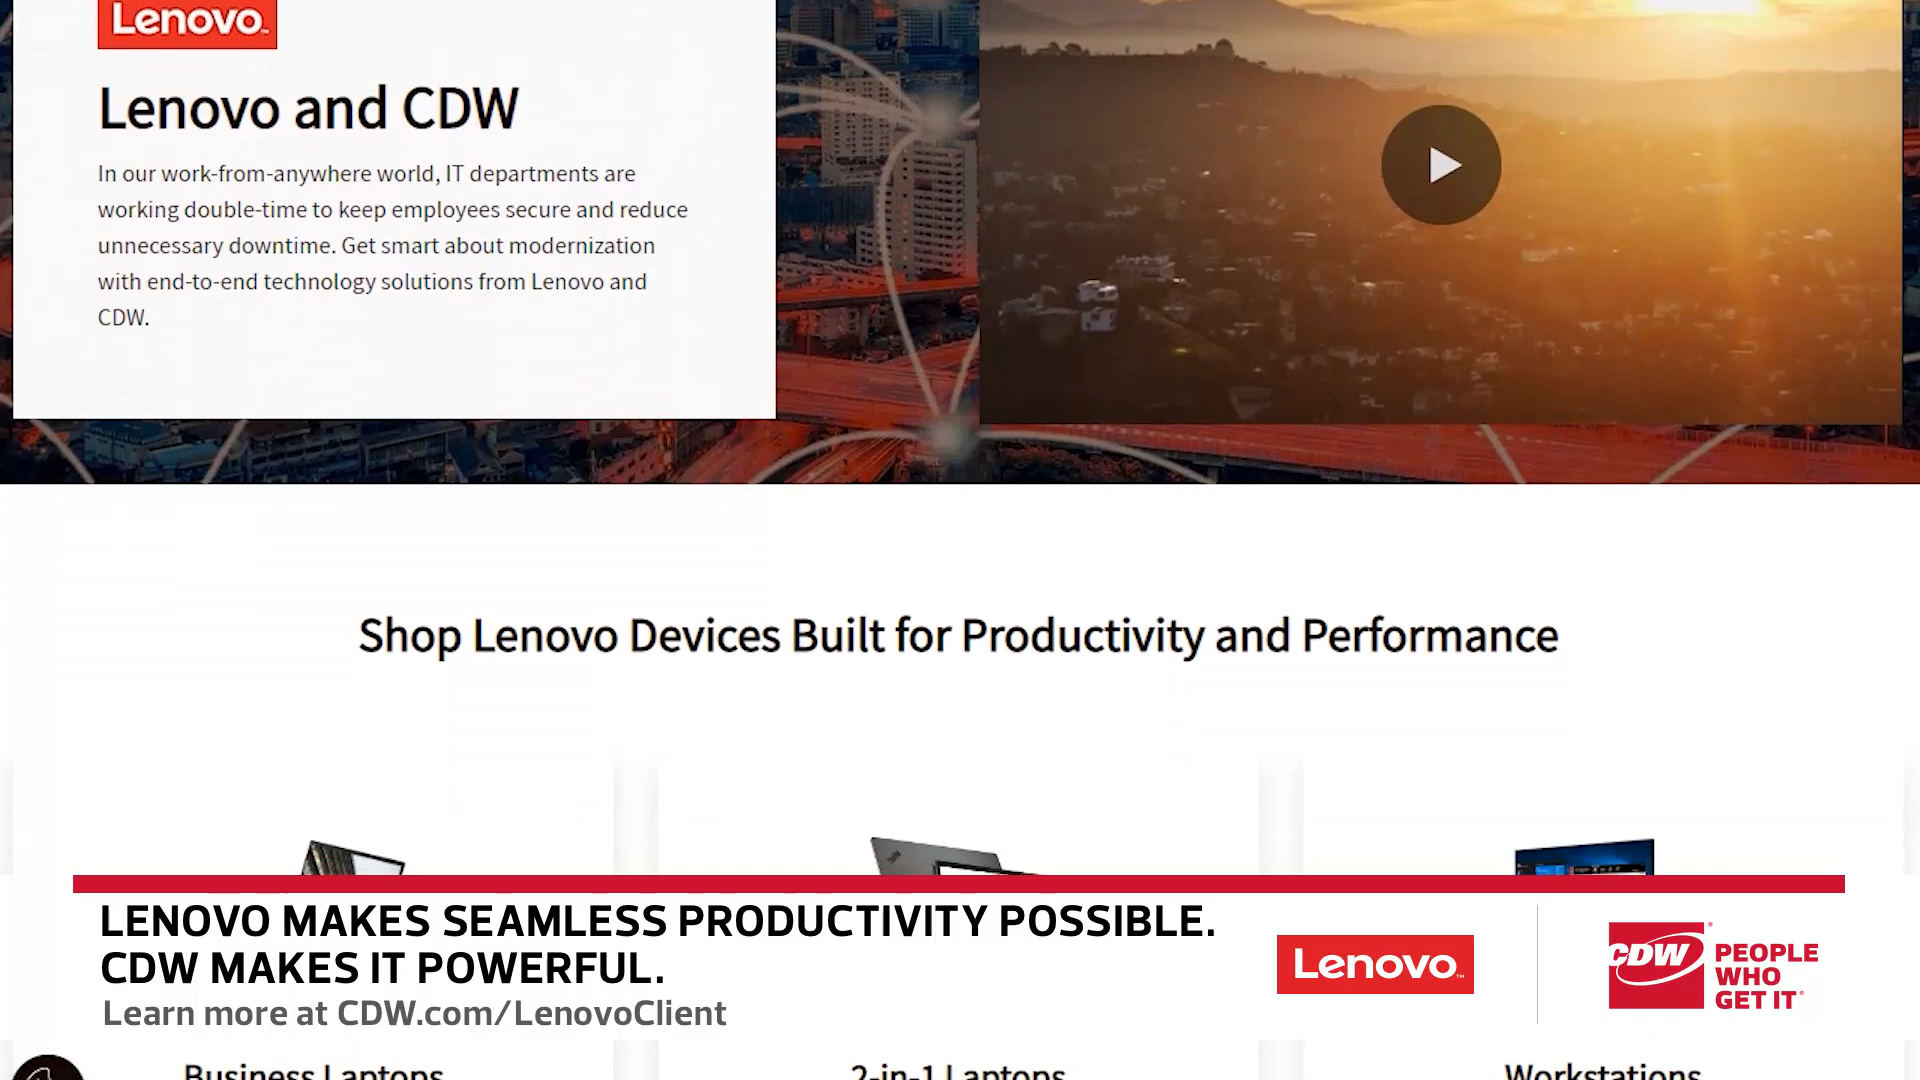 Lenovo
Lenovo and CDW
In our work-from-anywhere world, IT departments are
working double-time to keep employees secure and reduce
unnecessary downtime. Get smart about modernization
with end-to-end technology solutions from Lenovo and
CDW.
Shop Lenovo Devices Built for Productivity and Performance
LENOVO MAKES SEAMLESS PRODUCTIVITY POSSIBLE.
CDW MAKES IT POWERFUL.
Learn more at CDW.com/LenovoClient
Lenovo™
CDW®
PEOPLE
WHO
GET IT®
Business Laptops
2-in-1 Laptops
Workstations